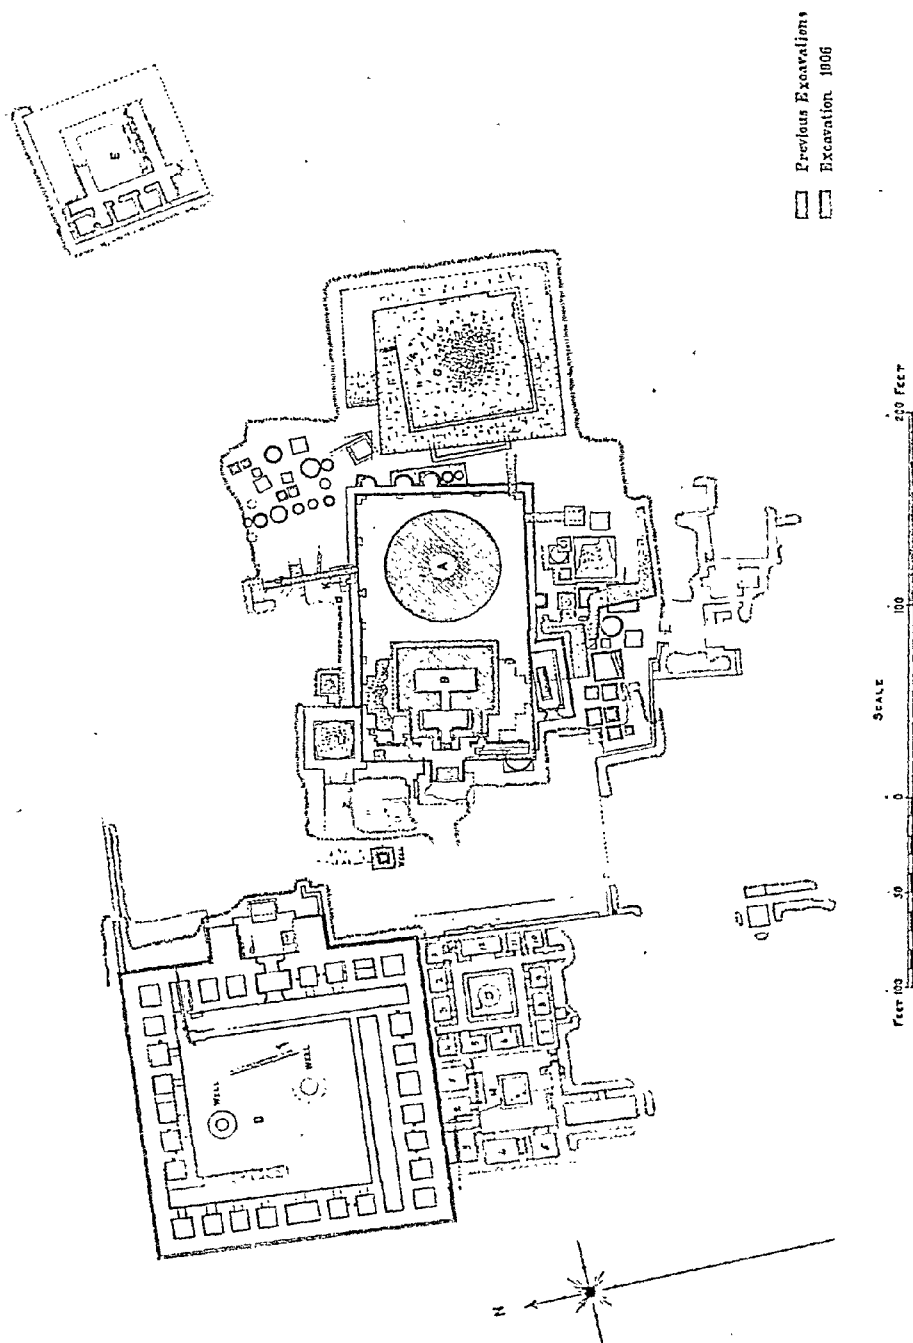 Previous Excavations
Excavation 1906
E
A
B
WELL
WELL
WELL
D
N
SCALE
FEET 100
50
0
100
200 FEET